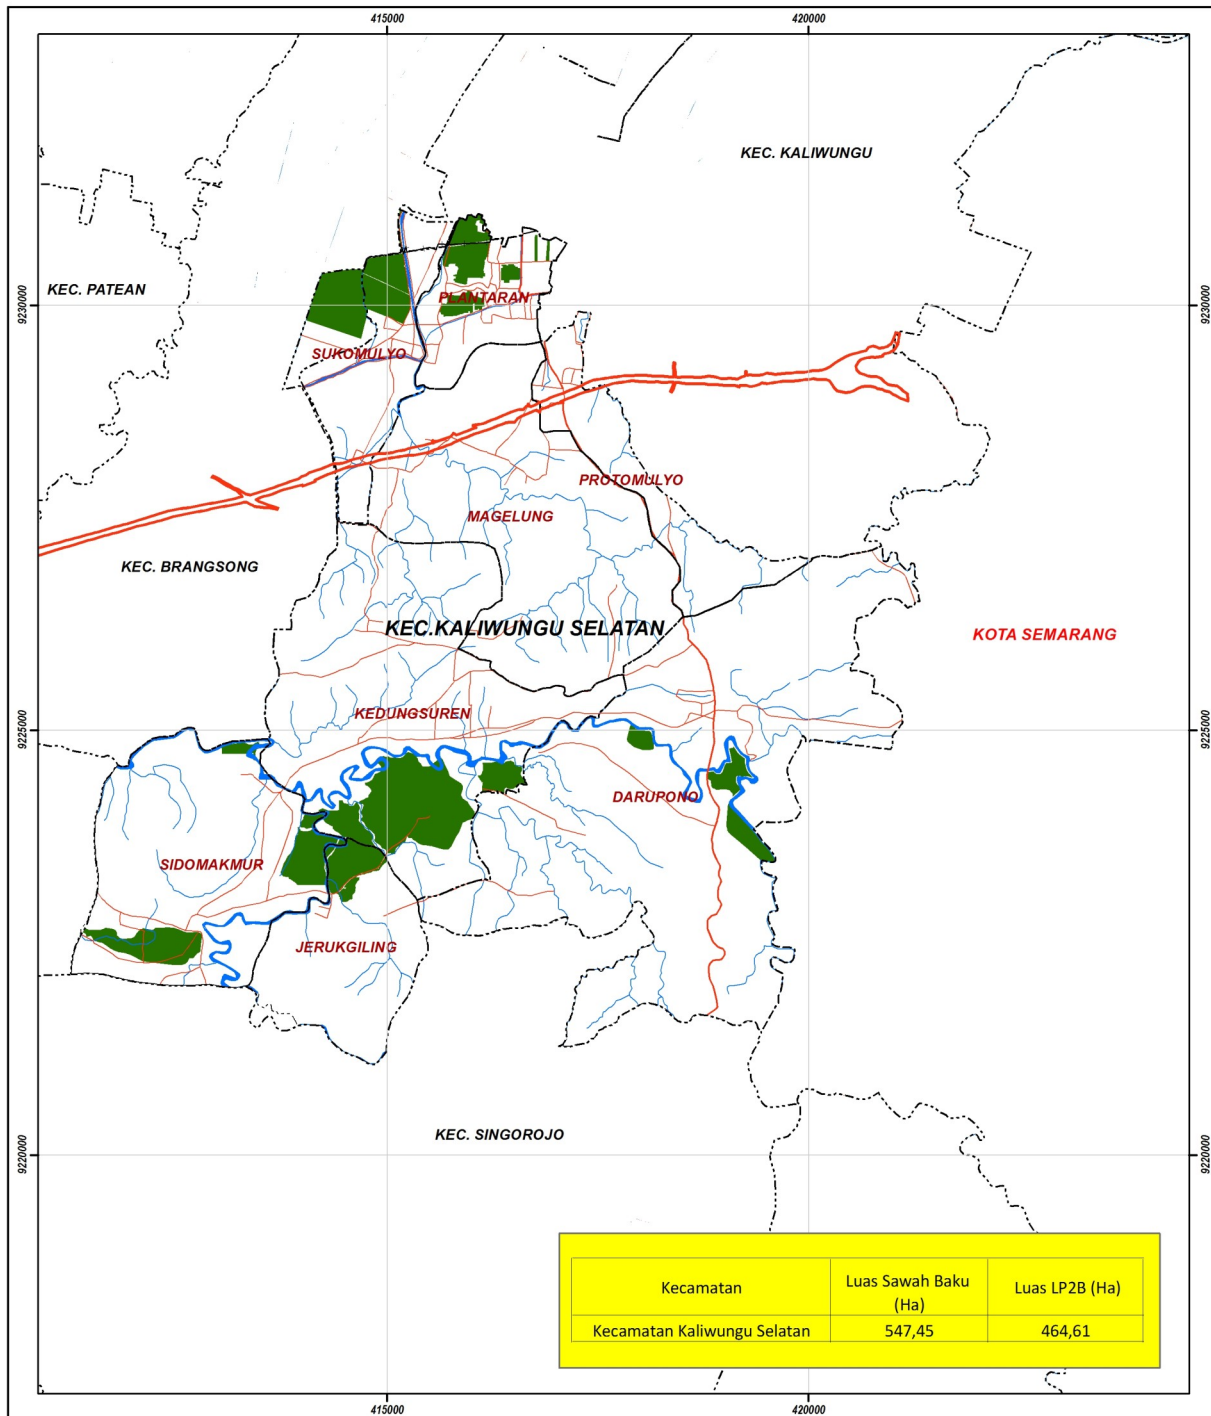 415000
420000
KEC. KALIWUNGU
KEC. PATEAN
9230000
9230000
PLANTARAN
SUKOMULYO
PROTOMULYO
MAGELUNG
KEC. BRANGSONG
KEC.KALIWUNGU SELATAN
KOTA SEMARANG
KEDUNGSUREN
9225000
9225000
DARUPONO
SIDOMAKMUR
JERUKGILING
KEC. SINGOROJO
9220000
9220000
Kecamatan
Luas Sawah Baku
(Ha)
Luas LP2B (Ha)
Kecamatan Kaliwungu Selatan
547,45
464,61
415000
420000